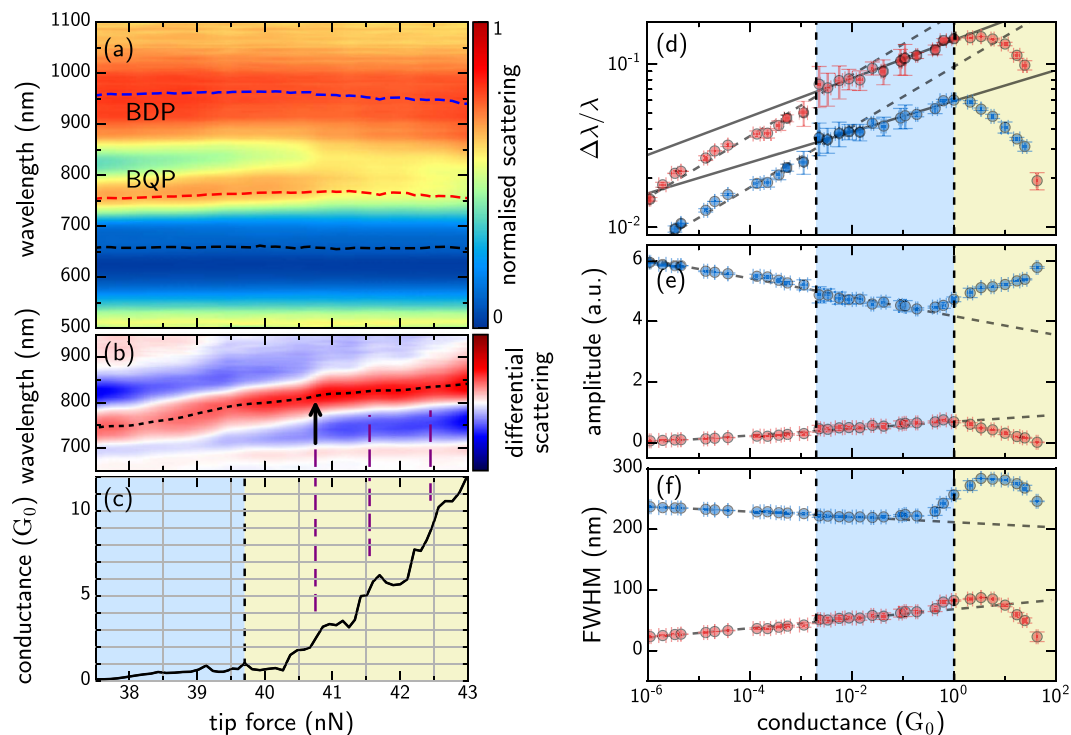 (a)
1100
1000
900
800
700
600
500
wavelength (nm)
BDP
BQP
1
0
normalised scattering
(b)
900
800
700
wavelength (nm)
differential
scattering
(c)
10
5
0
conductance (G₀)
38
39
40
41
42
43
tip force (nN)
(d)
10⁻¹
10⁻²
Δλ/λ
(e)
6
4
2
0
amplitude (a.u.)
(f)
300
200
100
0
FWHM (nm)
10⁻⁶
10⁻⁴
10⁻²
10⁰
10²
conductance (G₀)